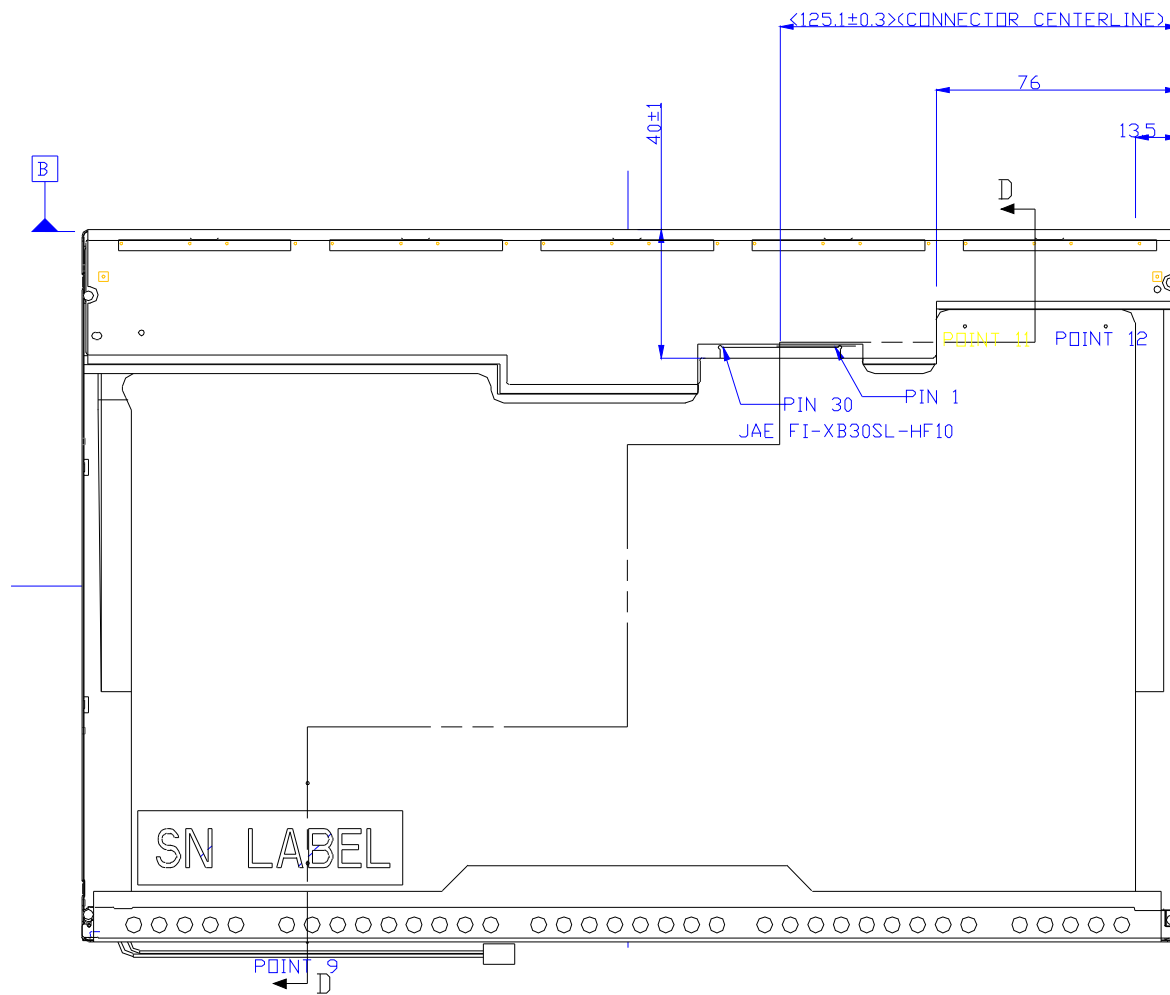 <125.1±0.3>(CONNECTOR CENTERLINE)
76
13.5
40±1
B
D
POINT 11
POINT 12
PIN 30
PIN 1
JAE FI-XB30SL-HF10
SN LABEL
POINT 9
D